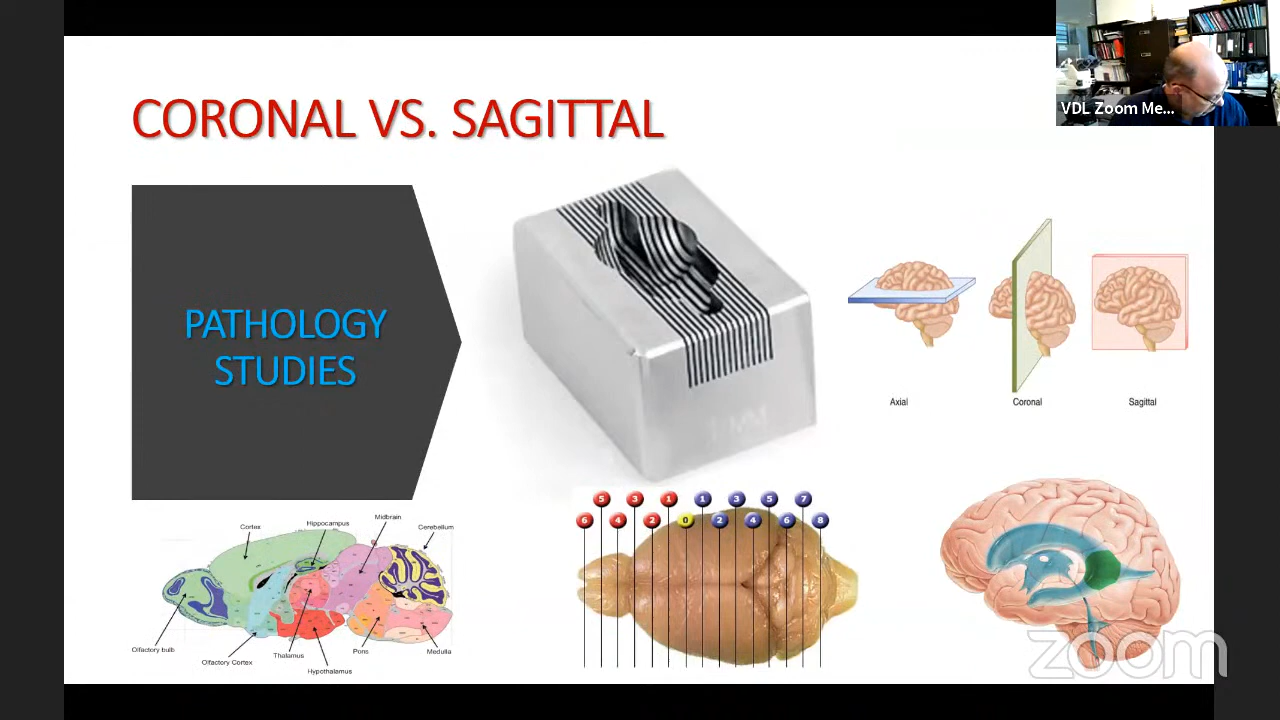 VDL Zoom Me...
CORONAL VS. SAGITTAL
PATHOLOGY
STUDIES
Axial
Coronal
Sagittal
5 3 1 1 3 5 7
6 4 2 0 2 4 6 8
Cortex
Hippocampus
Midbrain
Cerebellum
Olfactory bulb
Olfactory Cortex
Thalamus
Hypothalamus
Pons
Medulla
zoom